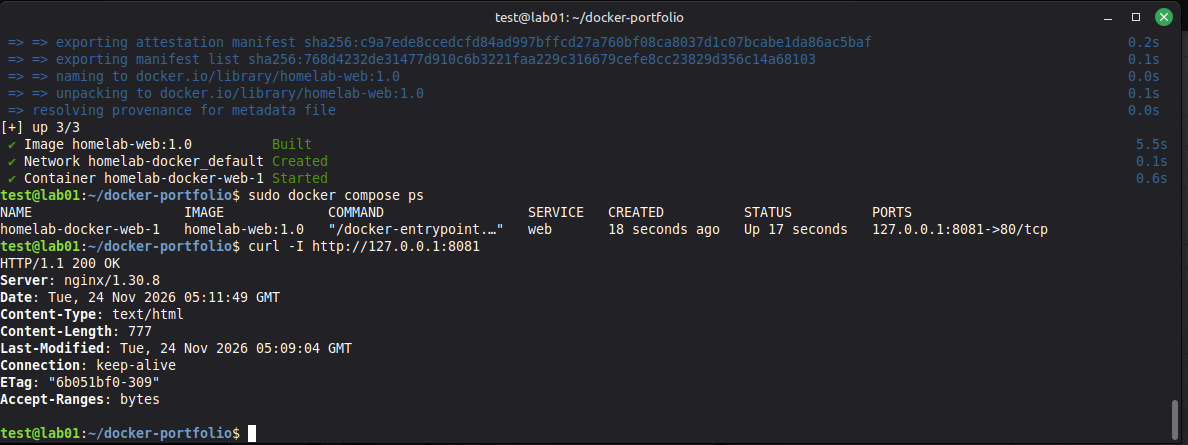 test@lab01: ~/docker-portfolio
=> => exporting attestation manifest sha256:c9a7ede8ccedcfd84ad997bffcd27a760bf08ca8037d1c07bcabe1da86ac5baf 0.2s
=> => exporting manifest list sha256:768d4232de31477d910c6b3221faa229c316679cefe8cc23829d356c14a68103 0.1s
=> => naming to docker.io/library/homelab-web:1.0 0.0s
=> => unpacking to docker.io/library/homelab-web:1.0 0.1s
=> resolving provenance for metadata file 0.0s
[+] up 3/3
✔ Image homelab-web:1.0 Built 5.5s
✔ Network homelab-docker_default Created 0.1s
✔ Container homelab-docker-web-1 Started 0.6s
test@lab01:~/docker-portfolio$ sudo docker compose ps
NAME IMAGE COMMAND SERVICE CREATED STATUS PORTS
homelab-docker-web-1 homelab-web:1.0 "/docker-entrypoint.…" web 18 seconds ago Up 17 seconds 127.0.0.1:8081->80/tcp
test@lab01:~/docker-portfolio$ curl -I http://127.0.0.1:8081
HTTP/1.1 200 OK
Server: nginx/1.30.8
Date: Tue, 24 Nov 2026 05:11:49 GMT
Content-Type: text/html
Content-Length: 777
Last-Modified: Tue, 24 Nov 2026 05:09:04 GMT
Connection: keep-alive
ETag: "6b051bf0-309"
Accept-Ranges: bytes
test@lab01:~/docker-portfolio$